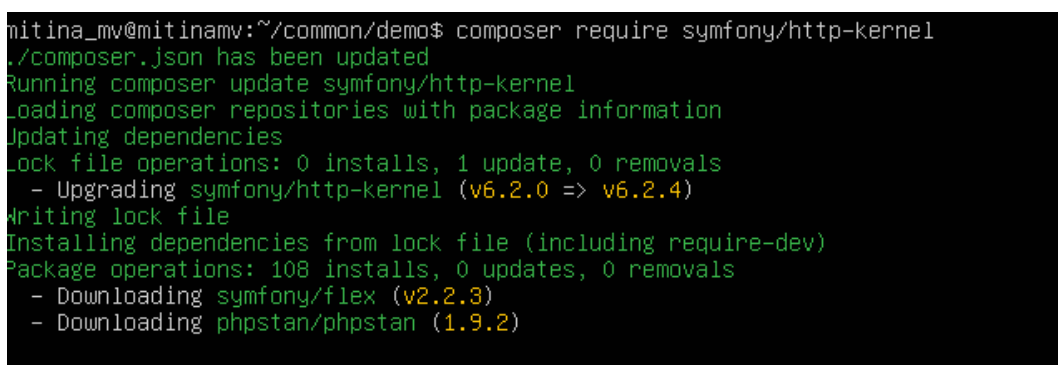 mitina_mv@mitinamv:~/common/demo$ composer require symfony/http-kernel
./composer.json has been updated
Running composer update symfony/http-kernel
Loading composer repositories with package information
Updating dependencies
Lock file operations: 0 installs, 1 update, 0 removals
  - Upgrading symfony/http-kernel (v6.2.0 => v6.2.4)
Writing lock file
Installing dependencies from lock file (including require-dev)
Package operations: 108 installs, 0 updates, 0 removals
  - Downloading symfony/flex (v2.2.3)
  - Downloading phpstan/phpstan (1.9.2)